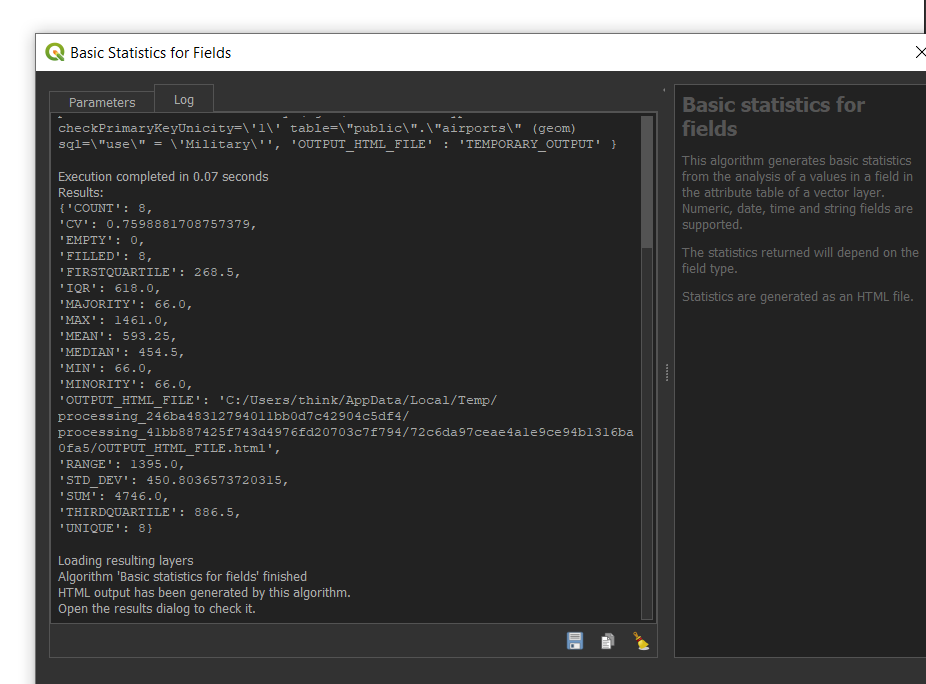 Basic Statistics for Fields
Parameters
Log
checkPrimaryKeyUnicity=\'1\' table=\"public\".\"airports\" (geom)
sql=\"use\" = \'Military\'', 'OUTPUT_HTML_FILE' : 'TEMPORARY_OUTPUT' }
Execution completed in 0.07 seconds
Results:
{'COUNT': 8,
'CV': 0.7598881708757379,
'EMPTY': 0,
'FILLED': 8,
'FIRSTQUARTILE': 268.5,
'IQR': 618.0,
'MAJORITY': 66.0,
'MAX': 1461.0,
'MEAN': 593.25,
'MEDIAN': 454.5,
'MIN': 66.0,
'MINORITY': 66.0,
'OUTPUT_HTML_FILE': 'C:/Users/think/AppData/Local/Temp/
processing_246ba48312794011bb0d7c42904c5df4/
processing_41bb887425f743d4976fd20703c7f794/72c6da97ceae4a1e9ce94b1316ba
0fa5/OUTPUT_HTML_FILE.html',
'RANGE': 1395.0,
'STD_DEV': 450.8036573720315,
'SUM': 4746.0,
'THIRDQUARTILE': 886.5,
'UNIQUE': 8}
Loading resulting layers
Algorithm 'Basic statistics for fields' finished
HTML output has been generated by this algorithm.
Open the results dialog to check it.
Basic statistics for
fields
This algorithm generates basic statistics
from the analysis of a values in a field in
the attribute table of a vector layer.
Numeric, date, time and string fields are
supported.
The statistics returned will depend on the
field type.
Statistics are generated as an HTML file.